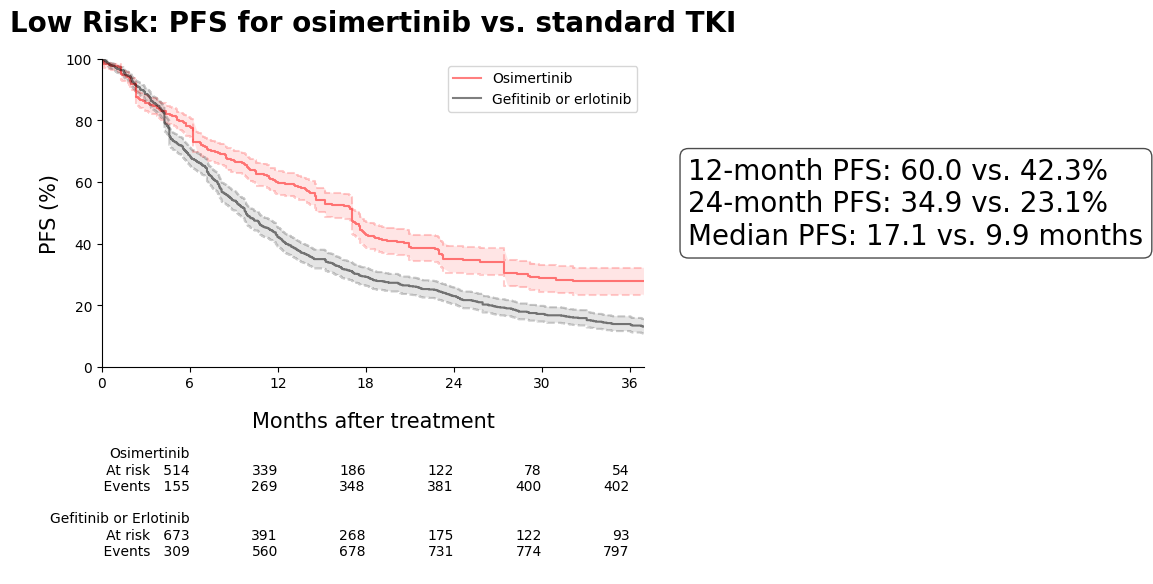 Low Risk: PFS for osimertinib vs. standard TKI
100
80
60
40
20
0
PFS (%)
Osimertinib
Gefitinib or erlotinib
0 6 12 18 24 30 36
Months after treatment
12-month PFS: 60.0 vs. 42.3%
24-month PFS: 34.9 vs. 23.1%
Median PFS: 17.1 vs. 9.9 months
Osimertinib
At risk 514 339 186 122 78 54
Events 155 269 348 381 400 402
Gefitinib or Erlotinib
At risk 673 391 268 175 122 93
Events 309 560 678 731 774 797